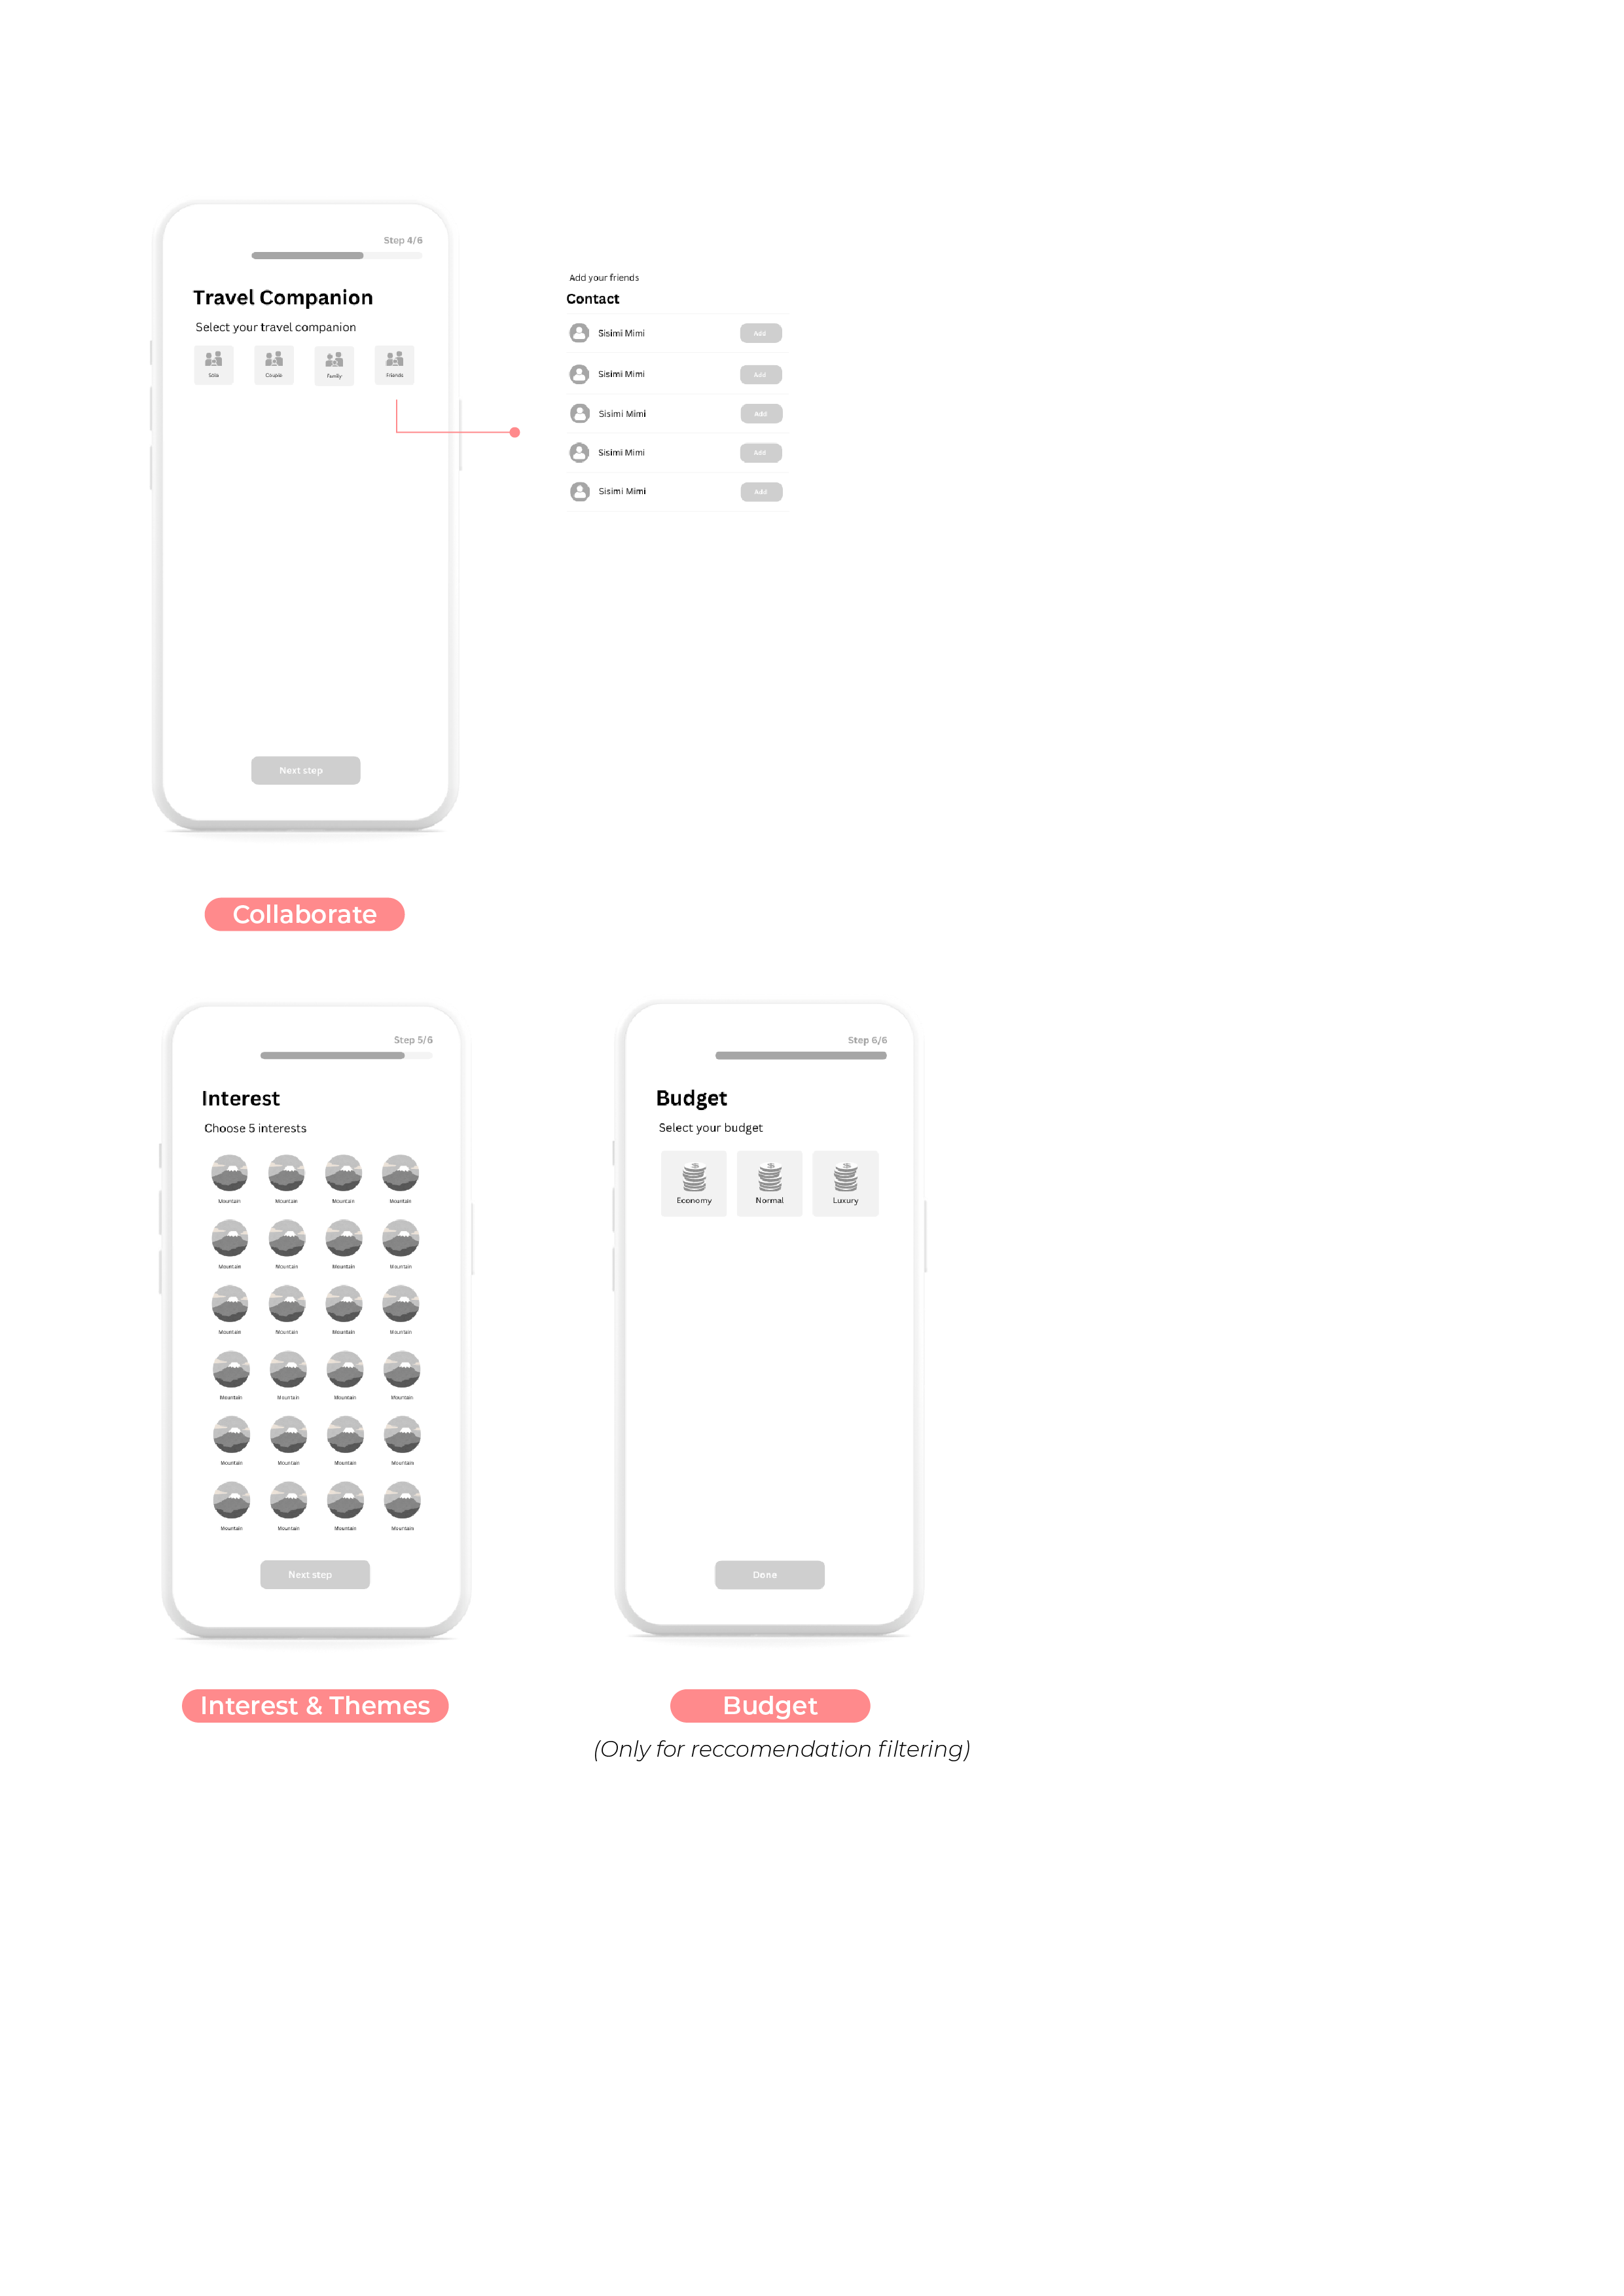 Step 4/6
Travel Companion
Select your travel companion
Solo Couple Family Friends
Next step
Add your friends
Contact
Sisimi Mimi Add
Sisimi Mimi Add
Sisimi Mimi Add
Sisimi Mimi Add
Sisimi Mimi Add
Collaborate
Step 5/6
Interest
Choose 5 interests
Mountain Mountain Mountain Mountain
Mountain Mountain Mountain Mountain
Mountain Mountain Mountain Mountain
Mountain Mountain Mountain Mountain
Mountain Mountain Mountain Mountain
Mountain Mountain Mountain Mountain
Next step
Interest & Themes
Step 6/6
Budget
Select your budget
Economy Normal Luxury
Done
Budget
(Only for reccomendation filtering)